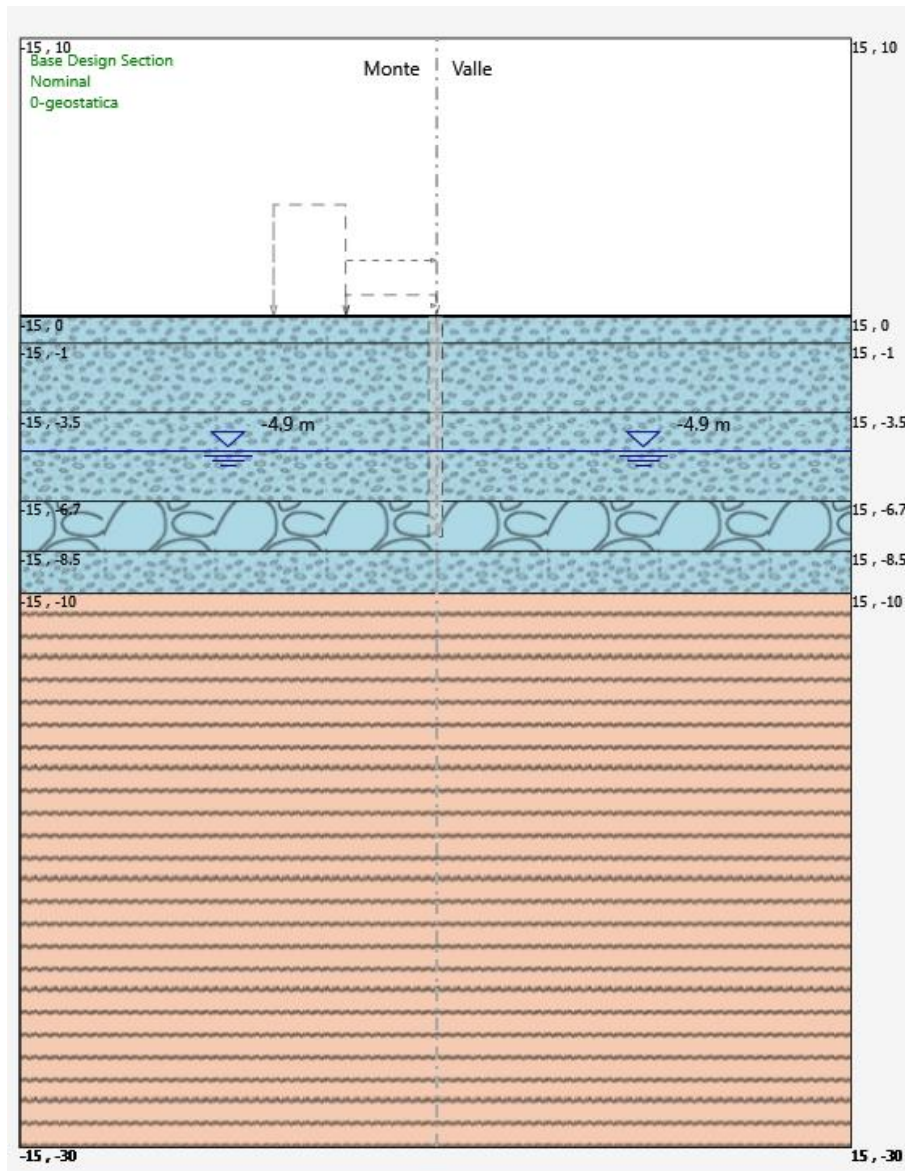 -15 , 10
15 , 10
Base Design Section
Nominal
0-geostatica
Monte
Valle
-15 , 0
15 , 0
-15 , -1
15 , -1
-15 , -3.5
-4,9 m
-4,9 m
15 , -3.5
-15 , -6.7
15 , -6.7
-15 , -8.5
15 , -8.5
-15 , -10
15 , -10
-15 , -30
15 , -30